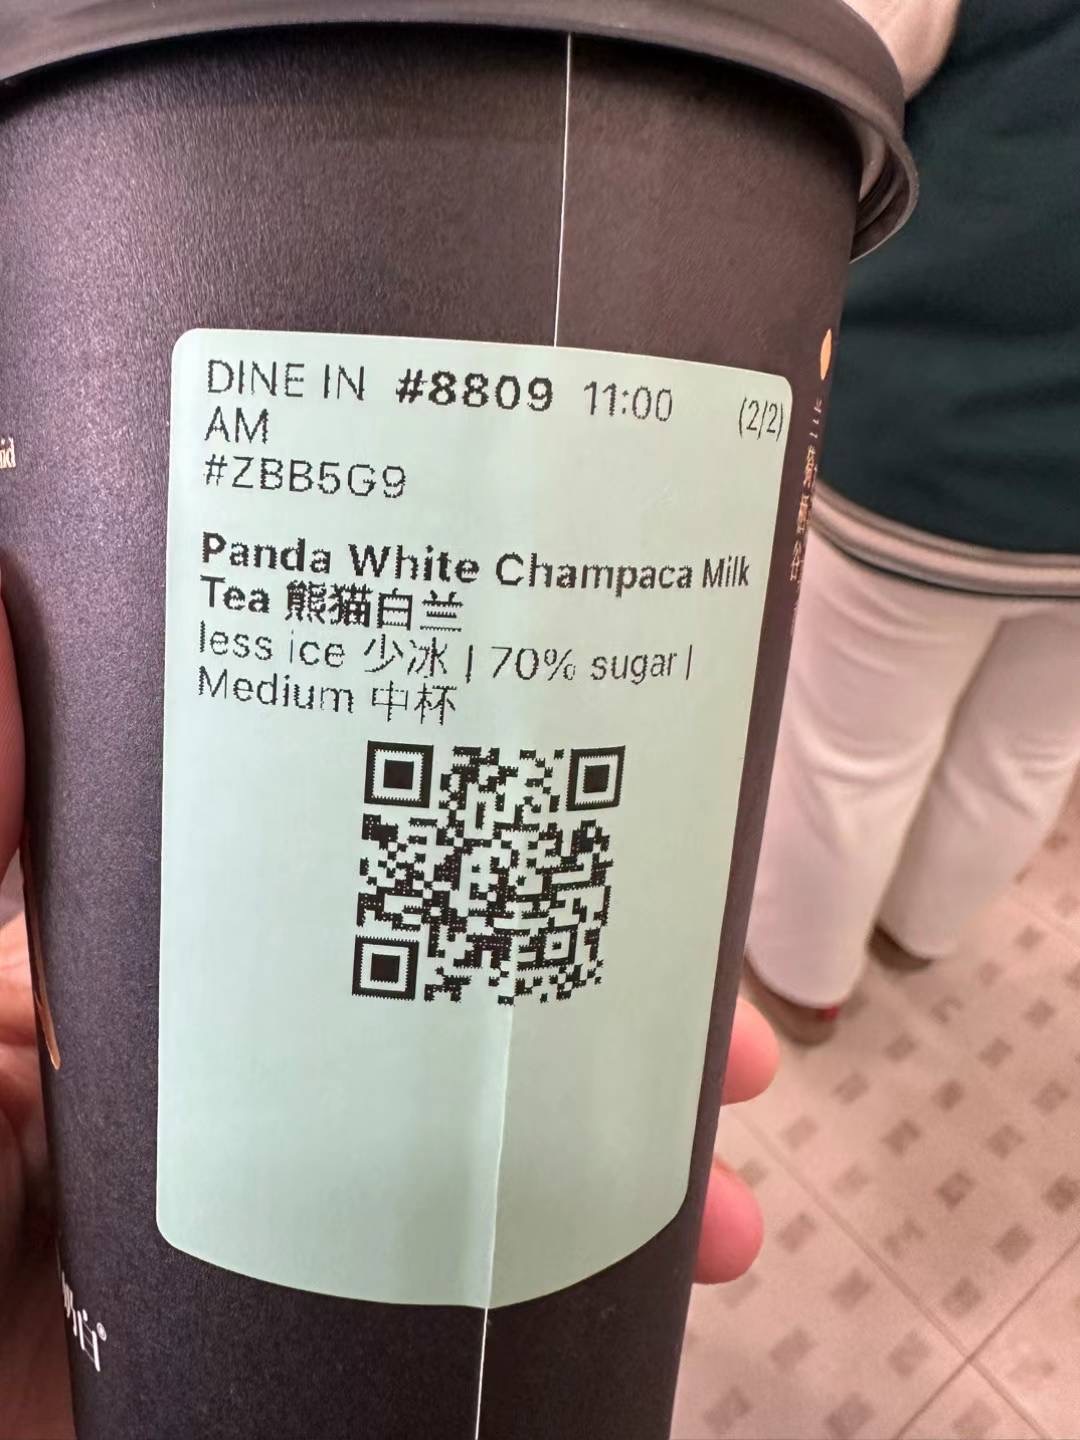 DINE IN #8809 11:00 (2/2)
AM
#ZBB5G9
Panda White Champaca Milk
Tea 熊猫白兰
less ice 少冰 | 70% sugar |
Medium 中杯